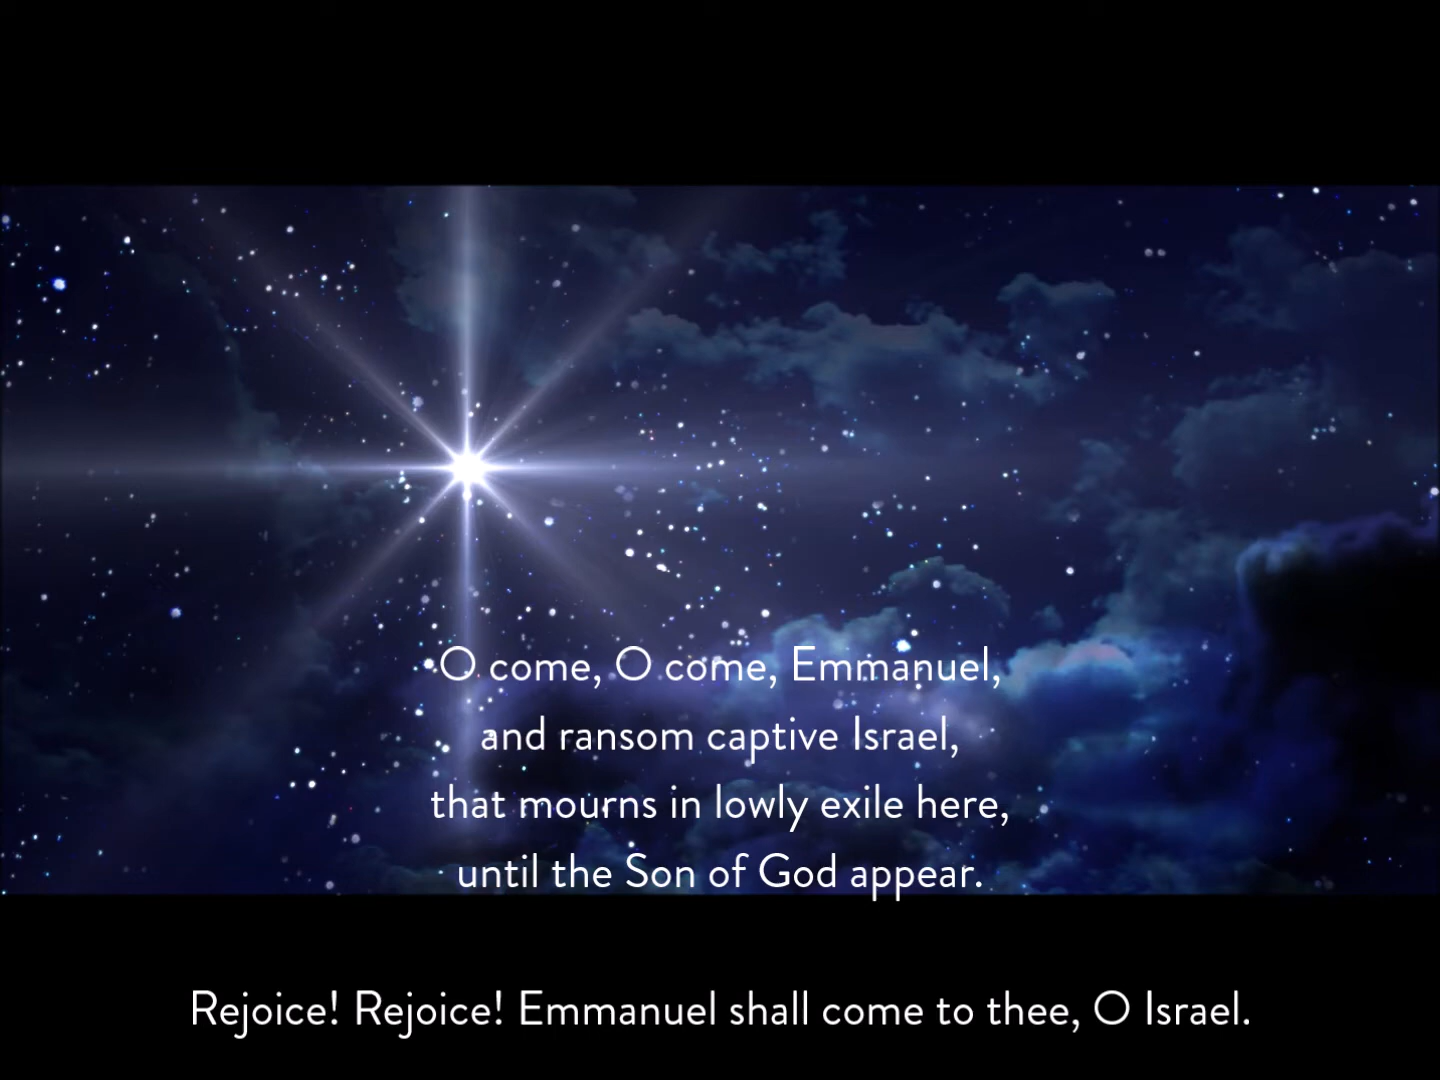 O come, O come, Emmanuel,
and ransom captive Israel,
that mourns in lowly exile here,
until the Son of God appear.
Rejoice! Rejoice! Emmanuel shall come to thee, O Israel.